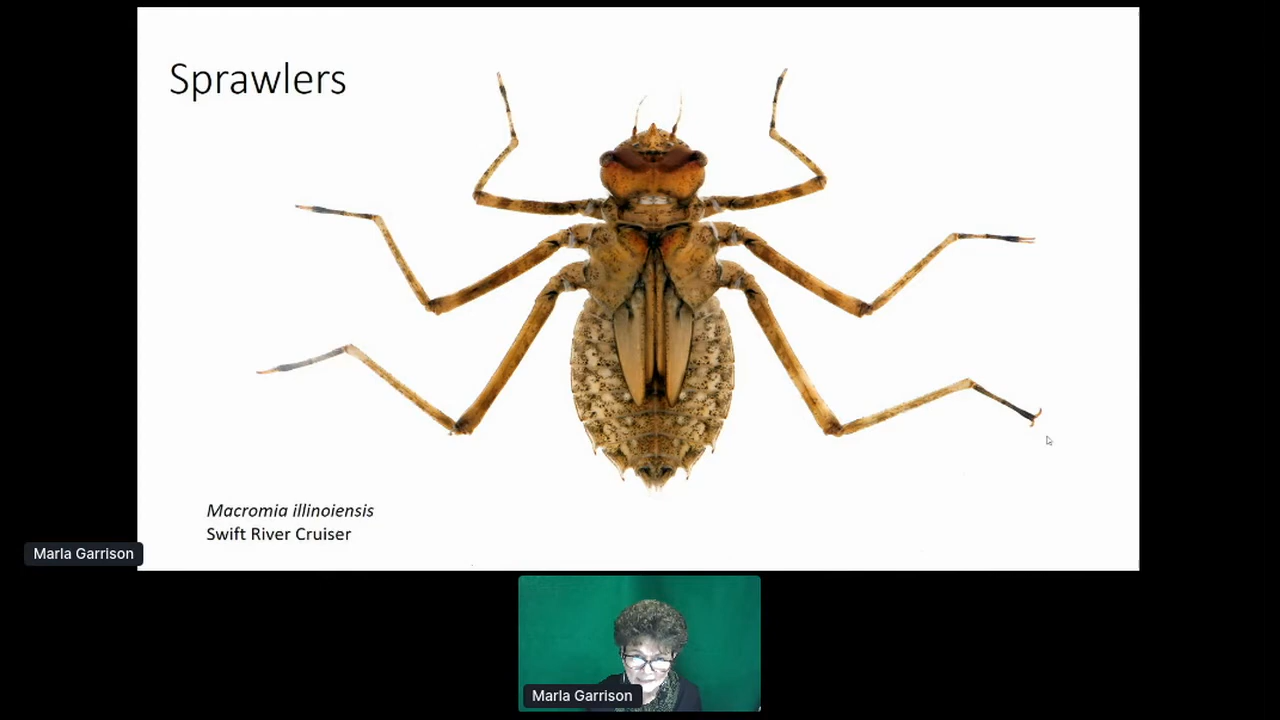 Sprawlers
Macromia illinoiensis
Swift River Cruiser
Marla Garrison
Marla Garrison